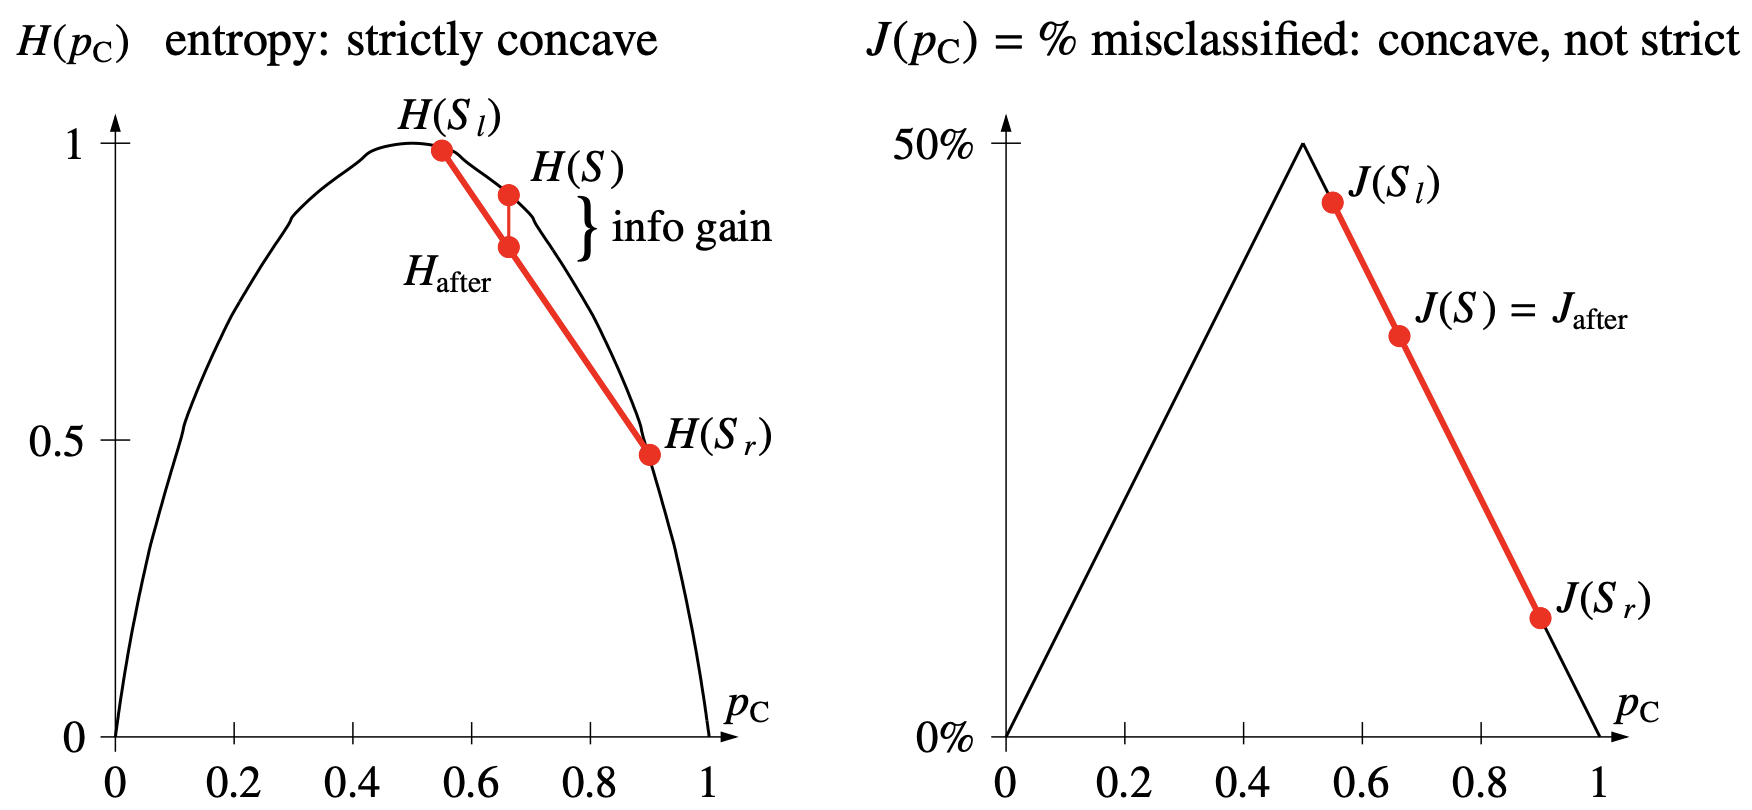 H(pC) entropy: strictly concave
H(Sl)
1
H(S)
} info gain
Hafter
0.5
H(Sr)
pC
0
0 0.2 0.4 0.6 0.8 1
J(pC) = % misclassified: concave, not strict
50%
J(Sl)
J(S) = Jafter
J(Sr)
pC
0%
0 0.2 0.4 0.6 0.8 1